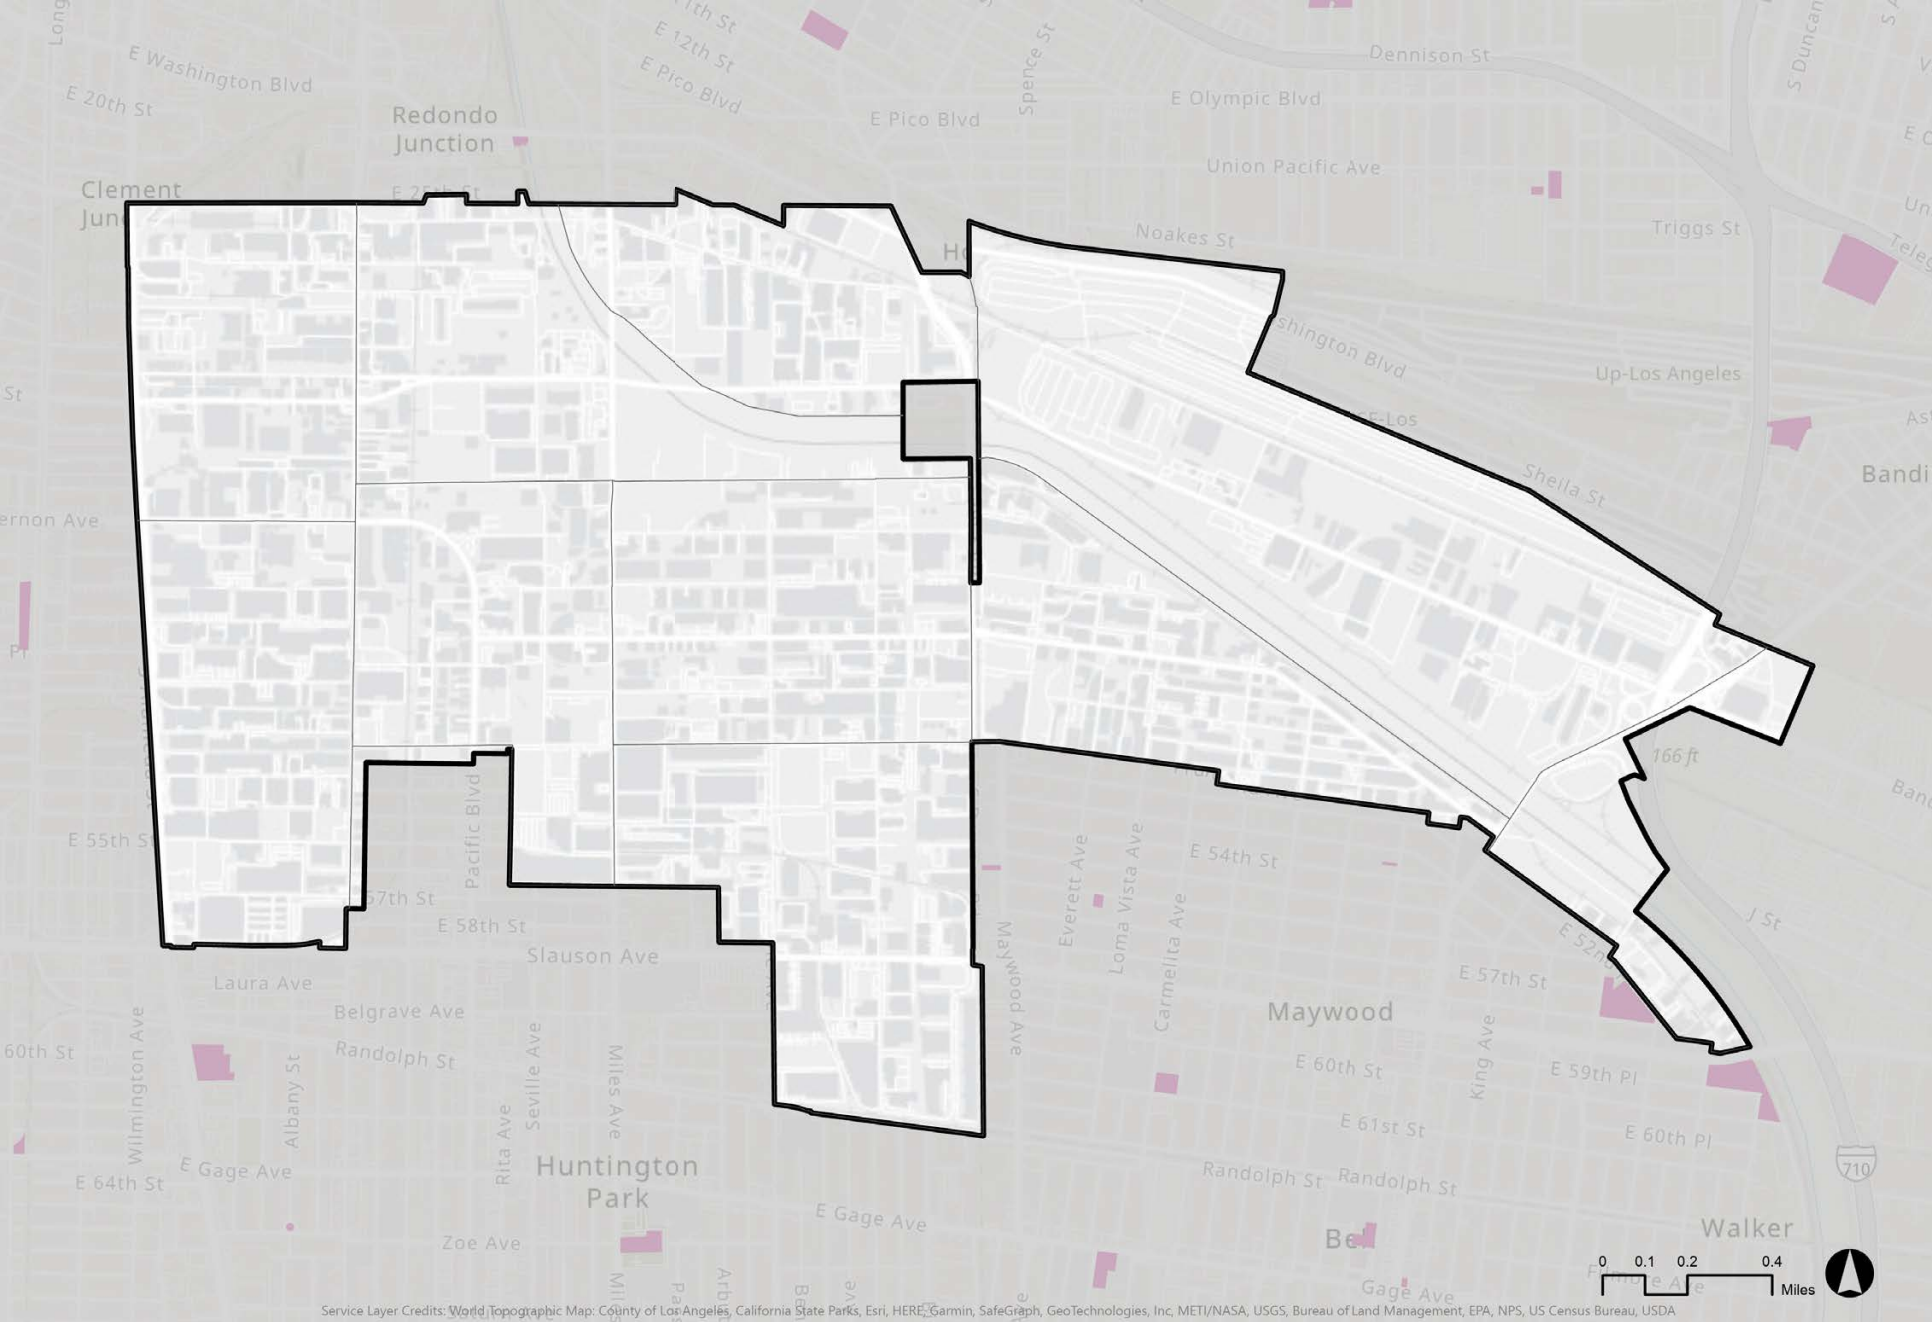 Long
E Washington Blvd
E 20th St
E 12th St
E Pico Blvd
Spence St
Dennison St
S Duncan
E Olympic Blvd
E Pico Blvd
Redondo
Junction
Union Pacific Ave
Clement
E 25th St
Triggs St
Noakes St
Up-Los Angeles
St
Sheila St
Bandi
E 55th St
Pacific Blvd
166 ft
57th St
E 58th St
Slauson Ave
Laura Ave
Belgrave Ave
Randolph St
60th St
Wilmington Ave
Albany St
Rita Ave
Seville Ave
Miles Ave
Maywood Ave
Everett Ave
Loma Vista Ave
Carmelita Ave
E 54th St
E 57th St
J St
Maywood
King Ave
E 60th St
E 59th Pl
E 61st St
E 60th Pl
Randolph St
Randolph St
E Gage Ave
E 64th St
Huntington
Park
E Gage Ave
Zoe Ave
Walker
710
Gage Ave
0 0.1 0.2 0.4
Miles
Service Layer Credits: World Topographic Map: County of Los Angeles, California State Parks, Esri, HERE, Garmin, SafeGraph, GeoTechnologies, Inc, METI/NASA, USGS, Bureau of Land Management, EPA, NPS, US Census Bureau, USDA